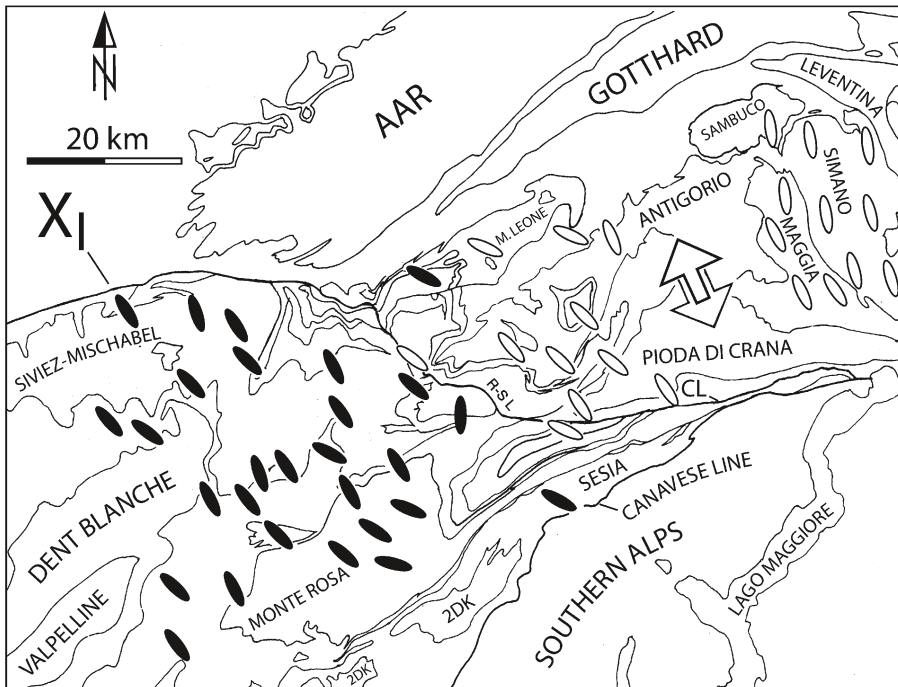 N
20 km
X I
AAR
GOTTHARD
LEVENTINA
SAMBUCO
SIMANO
ANTIGORIO
M. LEONE
MAGGIA
SIVIEZ-MISCHABEL
PIODA DI CRANA
R-S L
CL
SESIA
CANAVESE LINE
DENT BLANCHE
MONTE ROSA
VALPELLINE
2DK
2DK
SOUTHERN ALPS
LAGO MAGGIORE